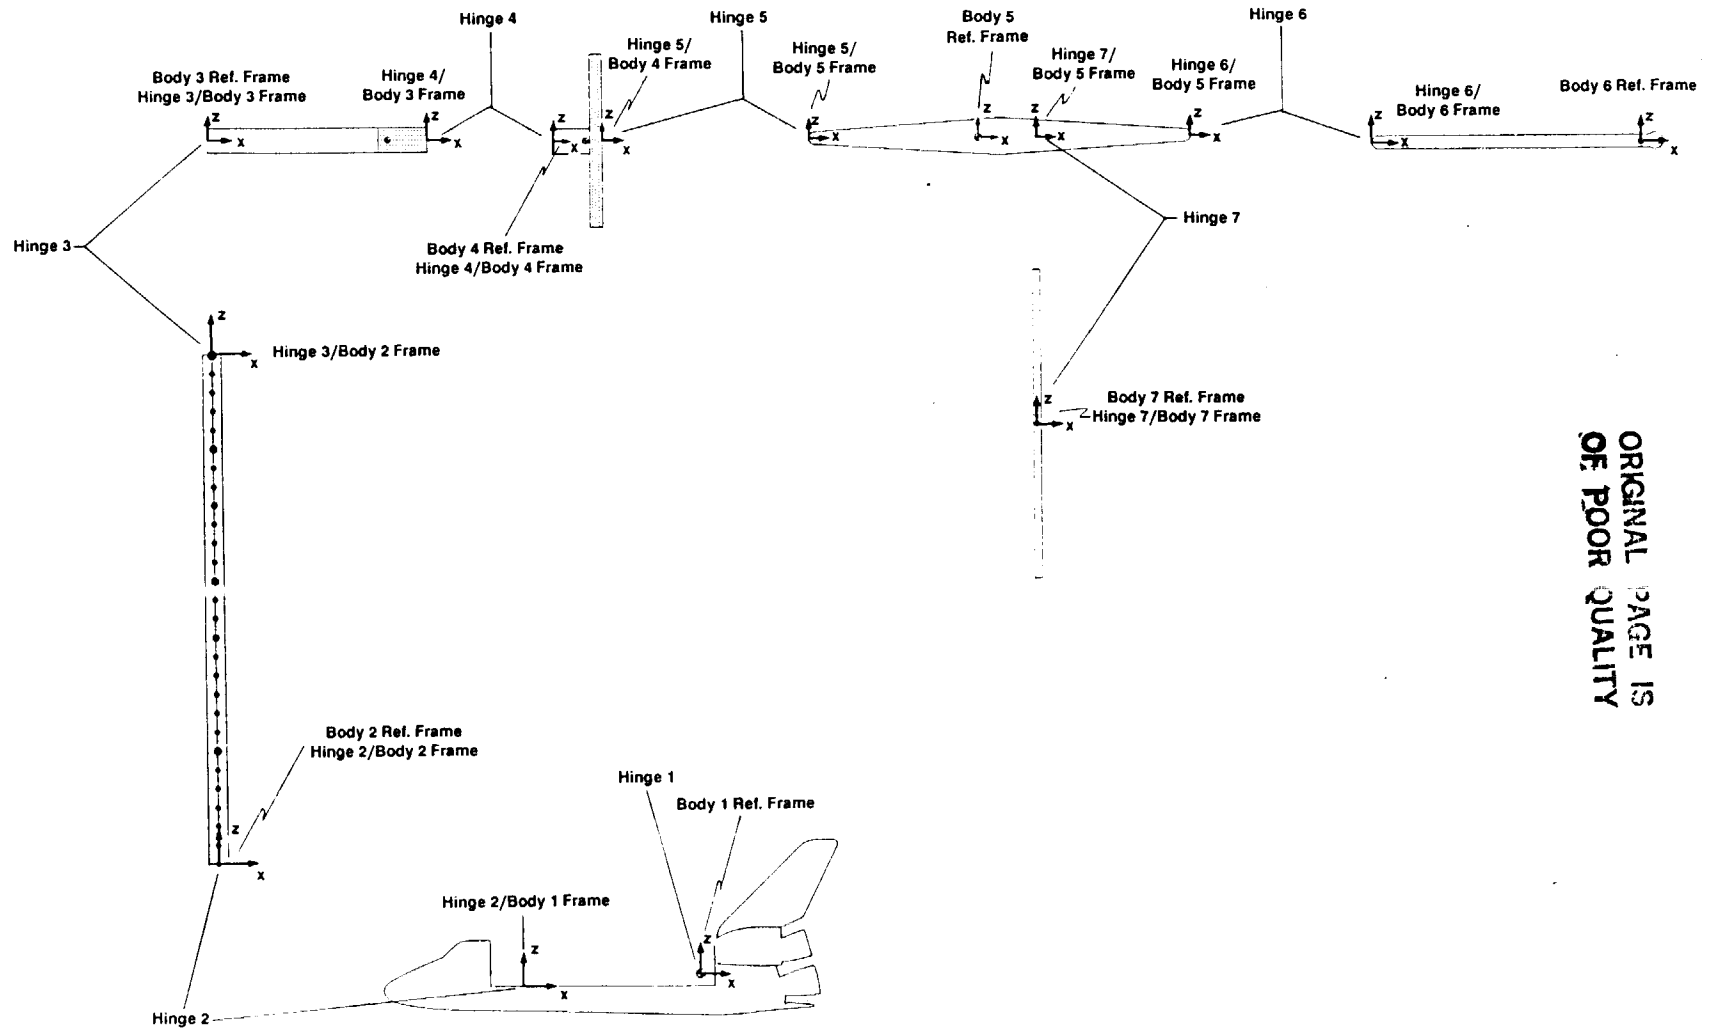 Hinge 4
Hinge 5
Body 5
Ref. Frame
Hinge 6
Body 3 Ref. Frame
Hinge 3/Body 3 Frame
Hinge 4/
Body 3 Frame
Hinge 5/
Body 4 Frame
Hinge 5/
Body 5 Frame
Hinge 7/
Body 5 Frame
Hinge 6/
Body 5 Frame
Hinge 6/
Body 6 Frame
Body 6 Ref. Frame
z
x
z
x
z
x
z
x
z
x
z
x
z
x
z
x
z
x
z
x
Hinge 3
Body 4 Ref. Frame
Hinge 4/Body 4 Frame
Hinge 7
z
x
Hinge 3/Body 2 Frame
z
x
Body 7 Ref. Frame
Hinge 7/Body 7 Frame
ORIGINAL PAGE IS
OF POOR QUALITY
Body 2 Ref. Frame
Hinge 2/Body 2 Frame
z
x
Hinge 1
Body 1 Ref. Frame
Hinge 2/Body 1 Frame
z
x
z
x
Hinge 2